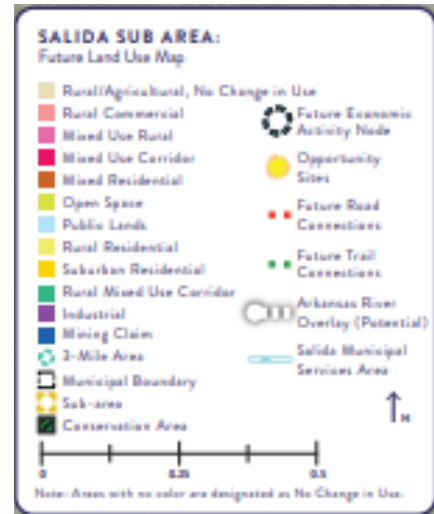 SALIDA SUB AREA:
Future Land Use Map
Rural/Agricultural, No Change in Use
Rural Commercial
Mixed Use Rural
Mixed Use Corridor
Mixed Residential
Open Space
Public Lands
Rural Residential
Suburban Residential
Rural Mixed Use Corridor
Industrial
Mining Claim
3-Mile Area
Municipal Boundary
Sub-area
Conservation Area
Future Economic
Activity Node
Opportunity
Sites
Future Road
Connections
Future Trail
Connections
Arkansas River
Overlay (Potential)
Salida Municipal
Services Area
N
0 0.25 0.5
Note: Areas with no color are designated as No Change in Use.